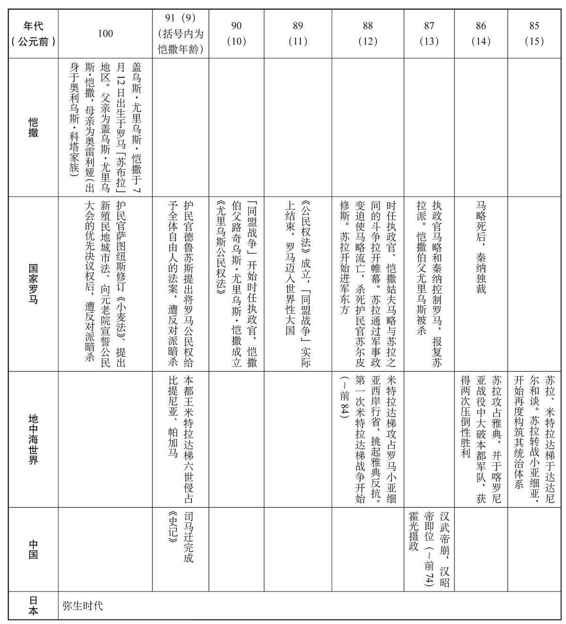 年代
（公元前）
100
91（9）
（括号内为
恺撒年龄）
90
（10）
89
（11）
88
（12）
87
（13）
86
（14）
85
（15）
恺撒
盖乌斯·尤里乌斯·恺撒于7
月12日出生于罗马「苏布拉」
地区。父亲为盖乌斯·尤里乌
斯·恺撒，母亲为奥雷利娅（出
身于奥利乌斯·科塔家族）
国家罗马
护民官萨图纽斯修订《小麦法》、提出
新殖民地城市法、向元老院宣誓公民
大会的优先决议权后，遭反对派暗杀
护民官德鲁苏斯提出将罗马公民权给
予全体自由人的法案，遭反对派暗杀
「同盟战争」开始时任执政官、恺撒
伯父路奇乌斯·尤里乌斯·恺撒成立
《尤里乌斯公民权法》
《公民权法》成立，「同盟战争」实际
上结束，罗马迈入世界性大国
时任执政官、恺撒姑夫马略与苏拉之
间的斗争拉开帷幕。苏拉通过军事政
变迫使马略流亡，杀死护民官苏尔皮
修斯。苏拉开始进军东方
执政官马略和秦纳控制罗马，报复苏
拉派。恺撒伯父尤里乌斯被杀
马略死后，秦纳独裁
地中海世界
本都王米特拉达梯六世侵占
比提尼亚、帕加马
米特拉达梯攻占罗马小亚细
亚西岸行省，挑起雅典反抗。
第一次米特拉达梯战争开始
（－前84）
苏拉攻占雅典，并于喀罗尼
亚战役中大破本都军队，获
得两次压倒性胜利
苏拉、米特拉达梯于达达尼
尔和谈。苏拉转战小亚细亚，
开始再度构筑其统治体系
中国
司马迁完成
《史记》
汉武帝崩，汉昭
帝即位（－前74）
霍光摄政
日本
弥生时代